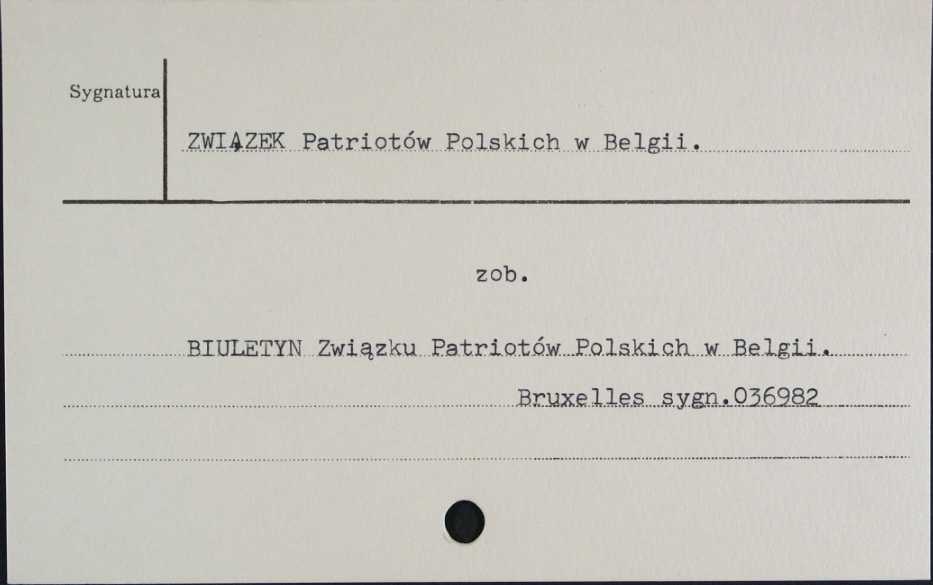 Sygnatura
ZWIĄZEK Patriotów Polskich w Belgii.
zob.
BIULETYN Związku Patriotów Polskich w Belgii.
Bruxelles sygn.036982